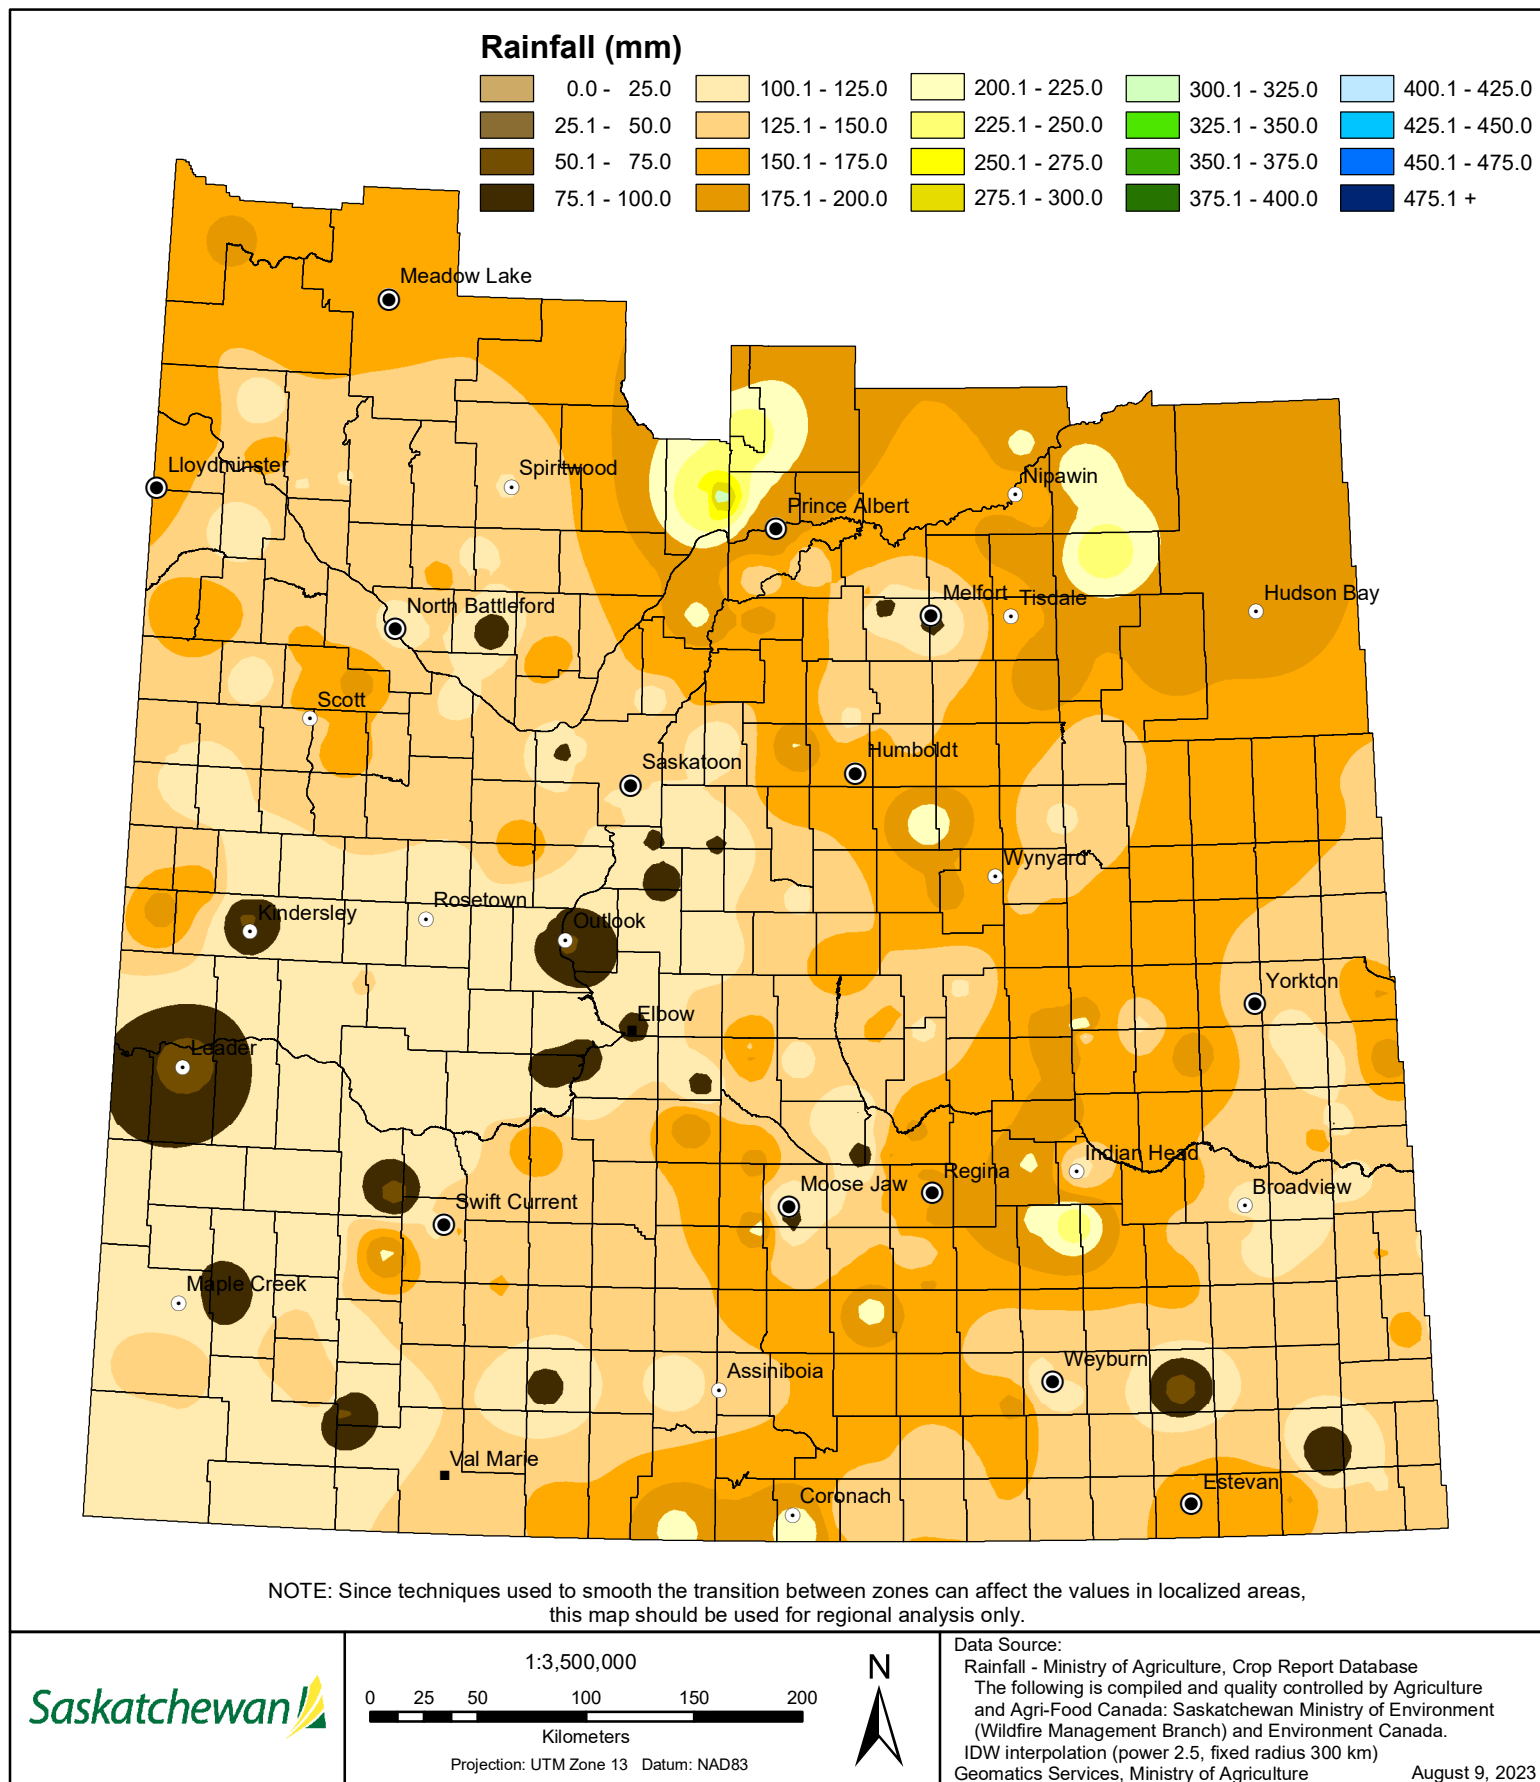 Rainfall (mm)
0.0 - 25.0
25.1 - 50.0
50.1 - 75.0
75.1 - 100.0
100.1 - 125.0
125.1 - 150.0
150.1 - 175.0
175.1 - 200.0
200.1 - 225.0
225.1 - 250.0
250.1 - 275.0
275.1 - 300.0
300.1 - 325.0
325.1 - 350.0
350.1 - 375.0
375.1 - 400.0
400.1 - 425.0
425.1 - 450.0
450.1 - 475.0
475.1 +
Meadow Lake
Lloydminster
Spiritwood
Nipawin
Prince Albert
Hudson Bay
Melfort
Tisdale
North Battleford
Scott
Humboldt
Saskatoon
Wynyard
Rosetown
Kindersley
Outlook
Yorkton
Elbow
Leader
Indian Head
Regina
Moose Jaw
Broadview
Swift Current
Maple Creek
Weyburn
Assiniboia
Val Marie
Estevan
Coronach
NOTE: Since techniques used to smooth the transition between zones can affect the values in localized areas,
this map should be used for regional analysis only.
Saskatchewan
1:3,500,000
0 25 50 100 150 200
Kilometers
Projection: UTM Zone 13 Datum: NAD83
N
Data Source:
Rainfall - Ministry of Agriculture, Crop Report Database
The following is compiled and quality controlled by Agriculture
and Agri-Food Canada: Saskatchewan Ministry of Environment
(Wildfire Management Branch) and Environment Canada.
IDW interpolation (power 2.5, fixed radius 300 km)
Geomatics Services, Ministry of Agriculture
August 9, 2023